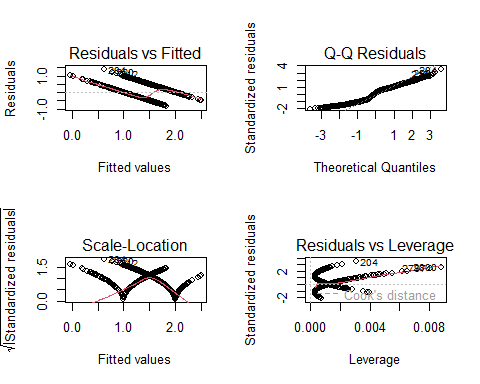 Residuals vs Fitted
Residuals
-1.0
1.0
0.0
1.0
2.0
Fitted values
Q-Q Residuals
Standardized residuals
-2
2
4
-3
-1
1
2
3
Theoretical Quantiles
Scale-Location
√|Standardized residuals|
0.0
1.5
0.0
1.0
2.0
Fitted values
Residuals vs Leverage
Standardized residuals
-2
2
4
204
Cook's distance
0.000
0.004
0.008
Leverage